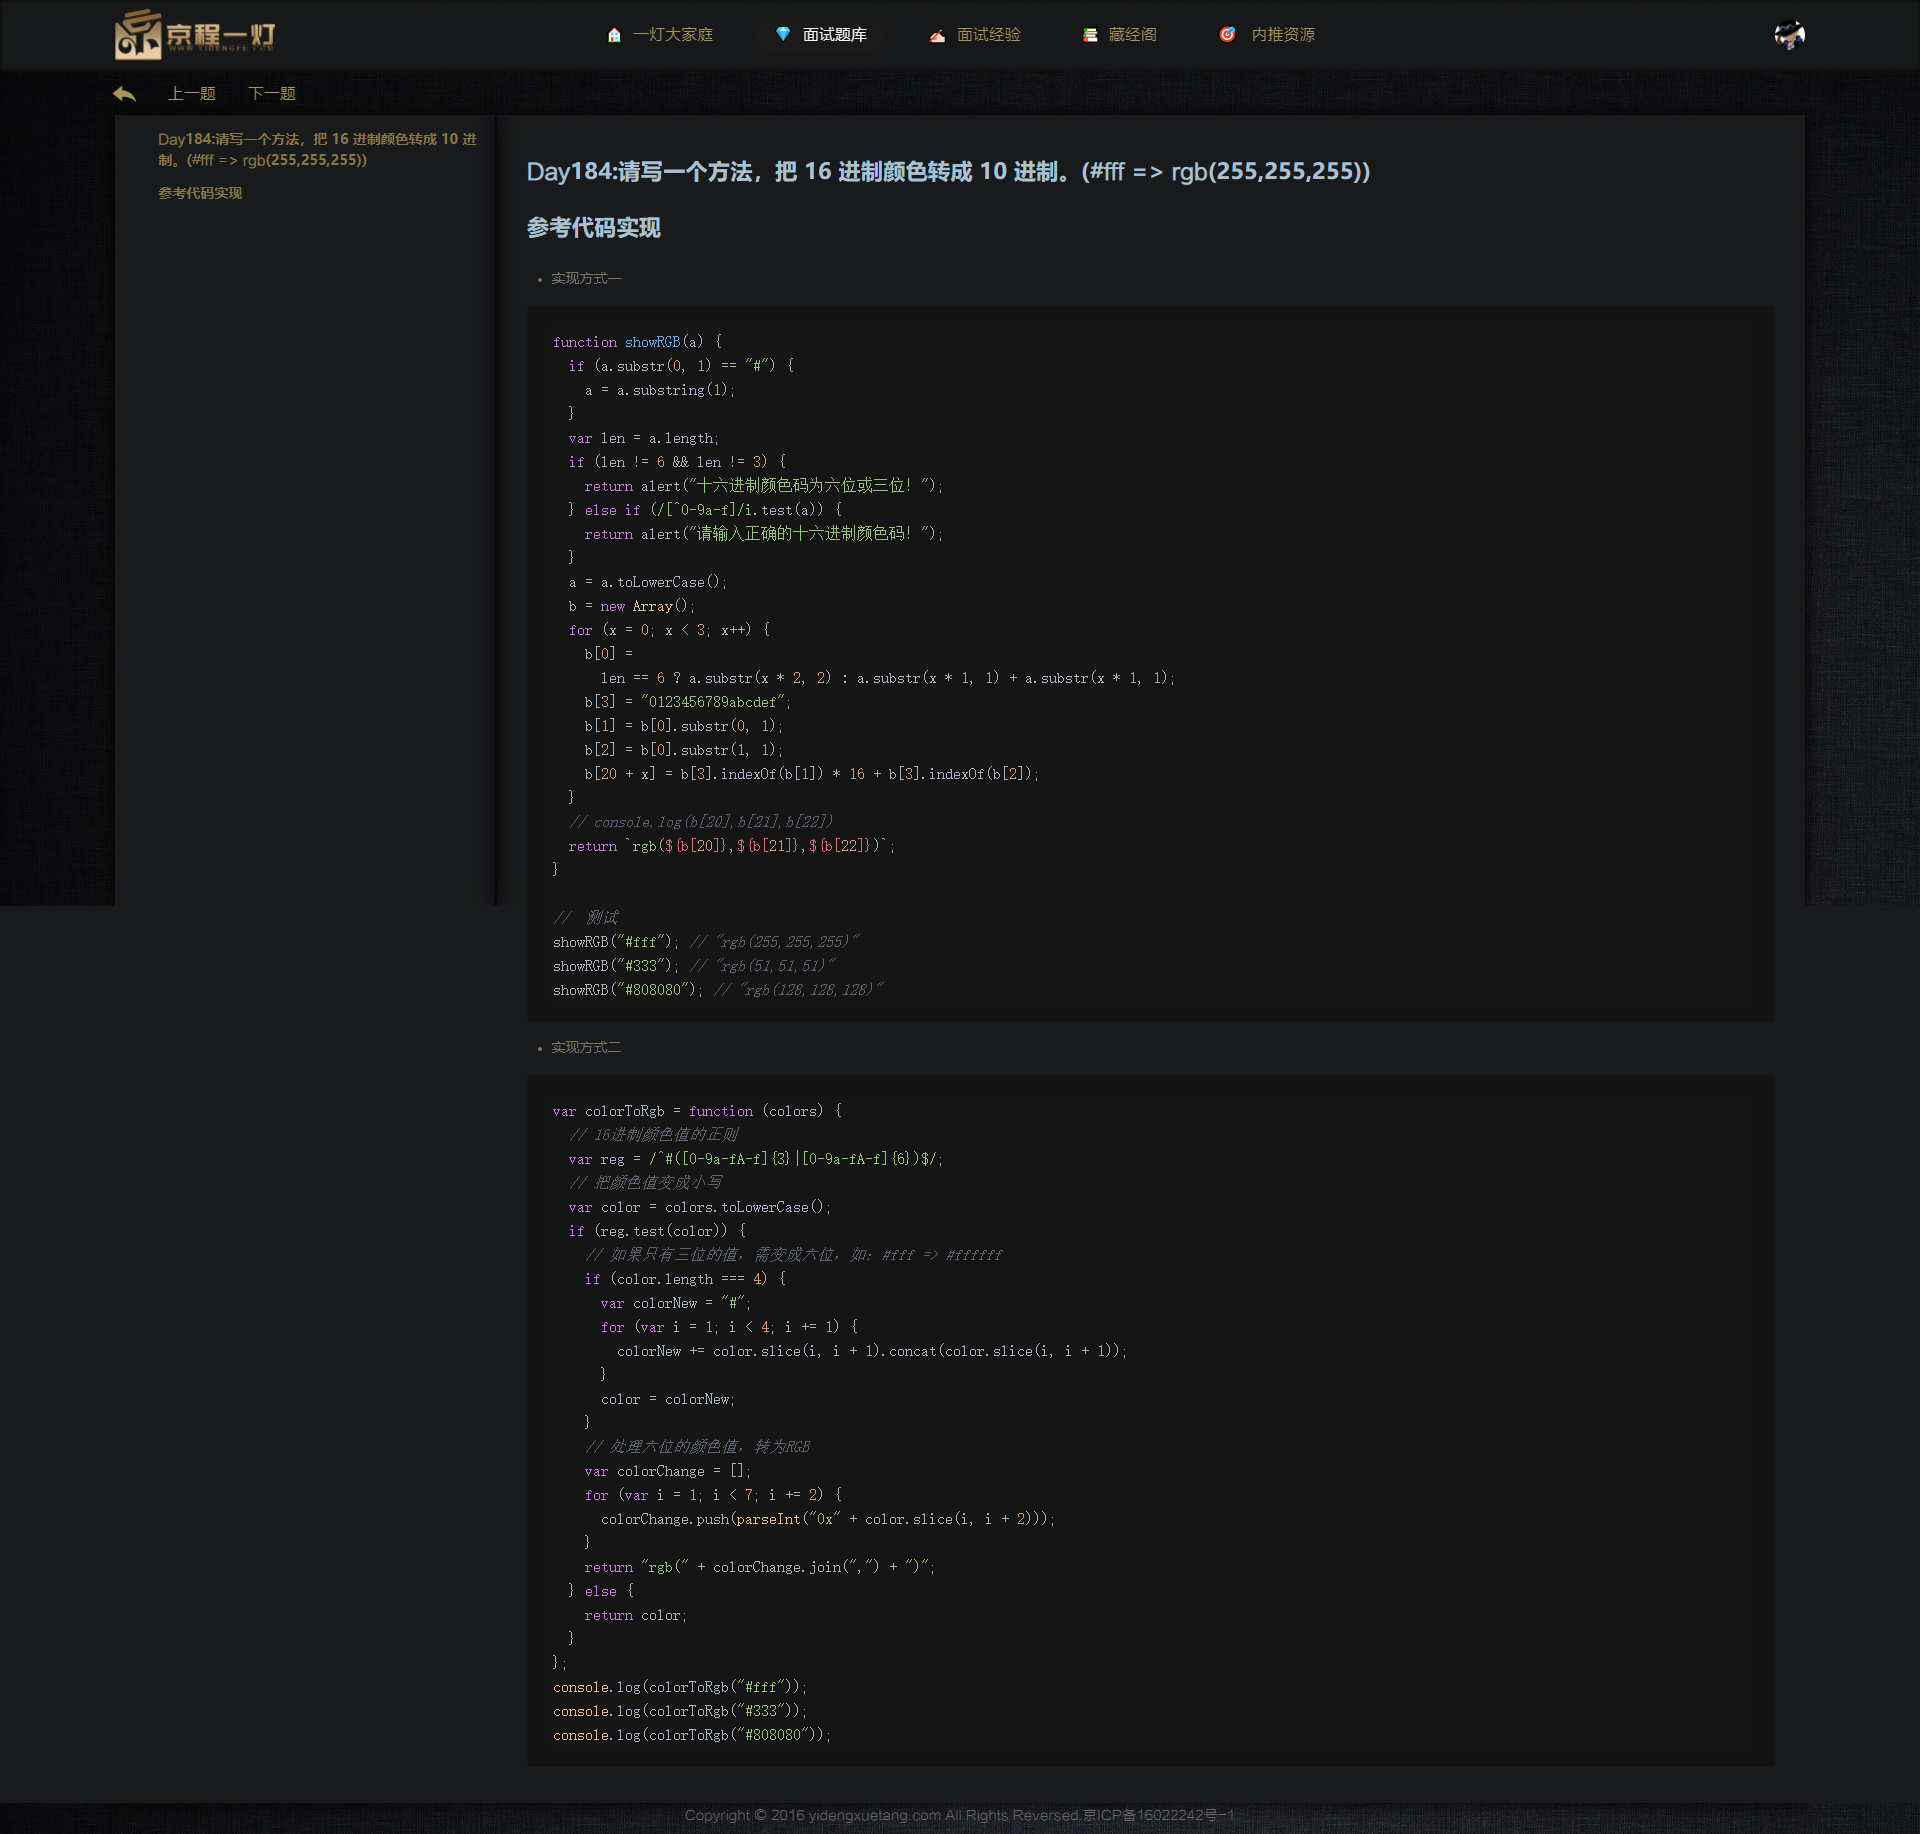 京程一灯
WWW.YIDENGFE.COM
一灯大家庭
面试题库
面试经验
藏经阁
内推资源
上一题
下一题
Day184:请写一个方法，把 16 进制颜色转成 10 进
制。(#fff => rgb(255,255,255))
参考代码实现
Day184:请写一个方法，把 16 进制颜色转成 10 进制。(#fff => rgb(255,255,255))
参考代码实现
• 实现方式一
function showRGB(a) {
  if (a.substr(0, 1) == "#") {
    a = a.substring(1);
  }
  var len = a.length;
  if (len != 6 && len != 3) {
    return alert("十六进制颜色码为六位或三位！");
  } else if (/[^0-9a-f]/i.test(a)) {
    return alert("请输入正确的十六进制颜色码！");
  }
  a = a.toLowerCase();
  b = new Array();
  for (x = 0; x < 3; x++) {
    b[0] =
      len == 6 ? a.substr(x * 2, 2) : a.substr(x * 1, 1) + a.substr(x * 1, 1);
    b[3] = "0123456789abcdef";
    b[1] = b[0].substr(0, 1);
    b[2] = b[0].substr(1, 1);
    b[20 + x] = b[3].indexOf(b[1]) * 16 + b[3].indexOf(b[2]);
  }
  // console.log(b[20],b[21],b[22])
  return `rgb(${b[20]},${b[21]},${b[22]})`;
}
// 测试
showRGB("#fff"); // "rgb(255,255,255)"
showRGB("#333"); // "rgb(51,51,51)"
showRGB("#808080"); // "rgb(128,128,128)"
• 实现方式二
var colorToRgb = function (colors) {
  // 16进制颜色值的正则
  var reg = /^#([0-9a-fA-f]{3}|[0-9a-fA-f]{6})$/;
  // 把颜色值变成小写
  var color = colors.toLowerCase();
  if (reg.test(color)) {
    // 如果只有三位的值，需变成六位，如：#fff => #ffffff
    if (color.length === 4) {
      var colorNew = "#";
      for (var i = 1; i < 4; i += 1) {
        colorNew += color.slice(i, i + 1).concat(color.slice(i, i + 1));
      }
      color = colorNew;
    }
    // 处理六位的颜色值，转为RGB
    var colorChange = [];
    for (var i = 1; i < 7; i += 2) {
      colorChange.push(parseInt("0x" + color.slice(i, i + 2)));
    }
    return "rgb(" + colorChange.join(",") + ")";
  } else {
    return color;
  }
};
console.log(colorToRgb("#fff"));
console.log(colorToRgb("#333"));
console.log(colorToRgb("#808080"));
Copyright © 2016 yidengxuetang.com All Rights Reversed.京ICP备16022242号-1